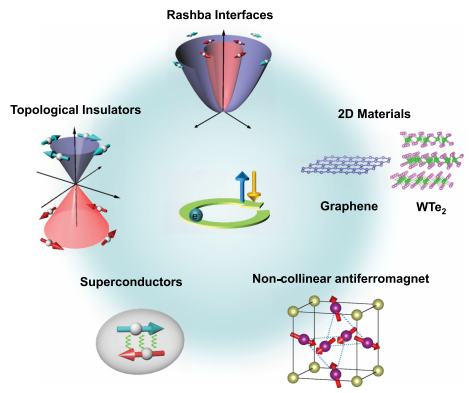 Rashba Interfaces
Topological Insulators
2D Materials
Graphene
WTe₂
e
Superconductors
Non-collinear antiferromagnet